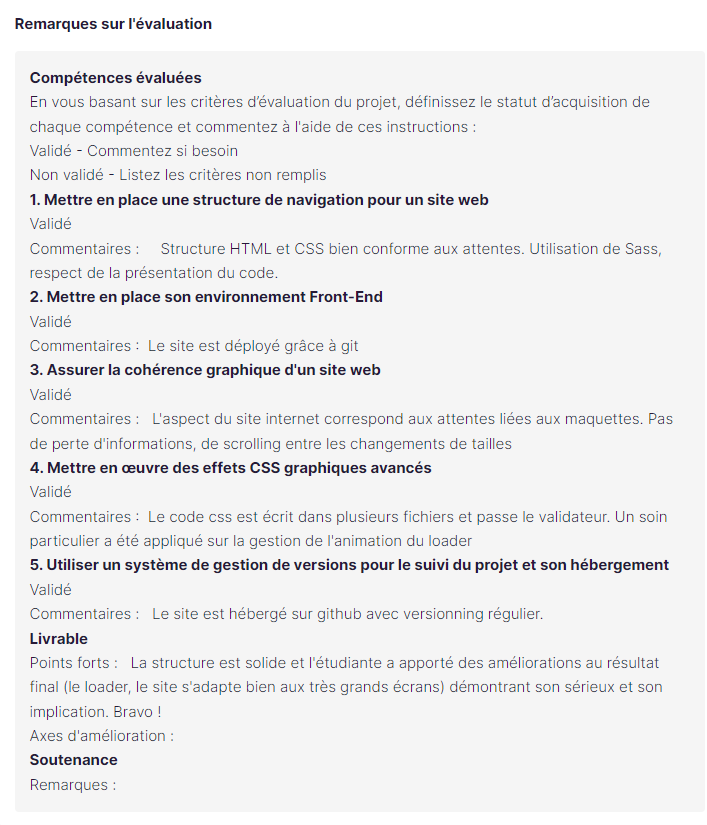 Remarques sur l'évaluation
Compétences évaluées
En vous basant sur les critères d’évaluation du projet, définissez le statut d’acquisition de
chaque compétence et commentez à l'aide de ces instructions :
Validé - Commentez si besoin
Non validé - Listez les critères non remplis
1. Mettre en place une structure de navigation pour un site web
Validé
Commentaires : Structure HTML et CSS bien conforme aux attentes. Utilisation de Sass,
respect de la présentation du code.
2. Mettre en place son environnement Front-End
Validé
Commentaires : Le site est déployé grâce à git
3. Assurer la cohérence graphique d'un site web
Validé
Commentaires : L'aspect du site internet correspond aux attentes liées aux maquettes. Pas
de perte d'informations, de scrolling entre les changements de tailles
4. Mettre en œuvre des effets CSS graphiques avancés
Validé
Commentaires : Le code css est écrit dans plusieurs fichiers et passe le validateur. Un soin
particulier a été appliqué sur la gestion de l'animation du loader
5. Utiliser un système de gestion de versions pour le suivi du projet et son hébergement
Validé
Commentaires : Le site est hébergé sur github avec versionning régulier.
Livrable
Points forts : La structure est solide et l'étudiante a apporté des améliorations au résultat
final (le loader, le site s'adapte bien aux très grands écrans) démontrant son sérieux et son
implication. Bravo !
Axes d'amélioration :
Soutenance
Remarques :